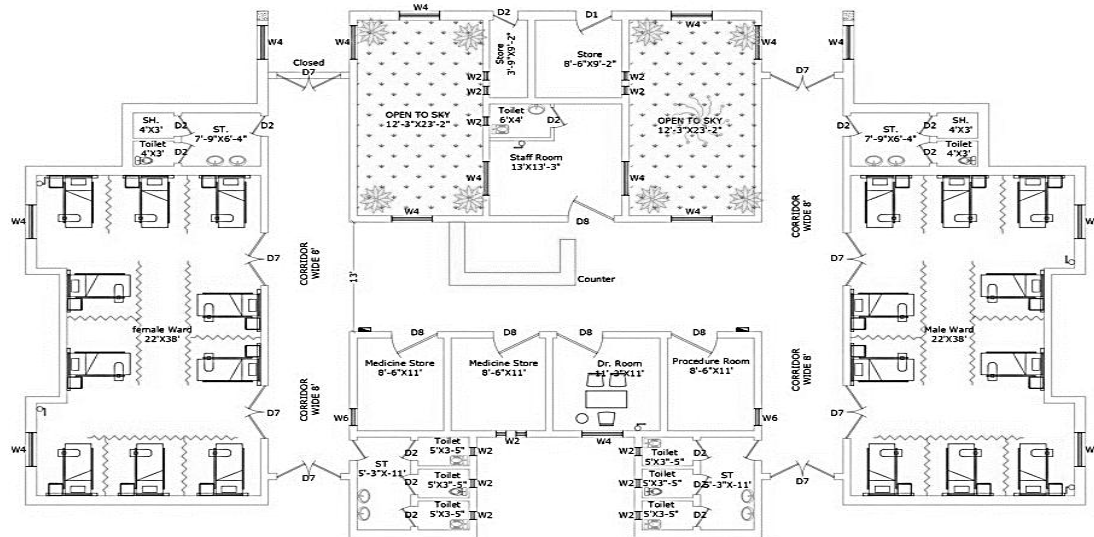 W4
D2
D1
W4
W4
W4
Store
3'-9"X9'-2"
Store
8'-6"X9'-2"
W4
W4
Closed
D7
D7
W2
W2
W2
W2
SH.
4'X3'
D2
ST.
7'-9"X6'-4"
D2
Toilet
4'X3'
D2
OPEN TO SKY
12'-3"X23'-2"
W2
Toilet
6'X4'
D2
OPEN TO SKY
12'-3"X23'-2"
D2
ST.
7'-9"X6'-4"
D2
SH.
4'X3'
D2
Toilet
4'X3'
Staff Room
13'X13'-3"
W4
W4
W4
W4
W4
D8
CORRIDOR
WIDE 8'
CORRIDOR
WIDE 8'
D7
D7
13'
Counter
female Ward
22'X38'
Male Ward
22'X38'
D8
D8
D8
D8
Medicine Store
8'-6"X11'
Medicine Store
8'-6"X11'
Dr. Room
11'-3"X11'
Procedure Room
8'-6"X11'
CORRIDOR
WIDE 8'
CORRIDOR
WIDE 8'
D7
D7
W6
W6
W4
W4
W2
W4
ST
5'-3"X-11'
D2
Toilet
5'X3-5"
W2
D2
Toilet
5'X3"-5"
W2
D2
Toilet
5'X3-5"
W2
W2
Toilet
5'X3"-5"
D2
W2
Toilet
5'X3"-5"
D2
W2
Toilet
5'X3-5"
D2
ST
5'-3"X-11'
D7
D7